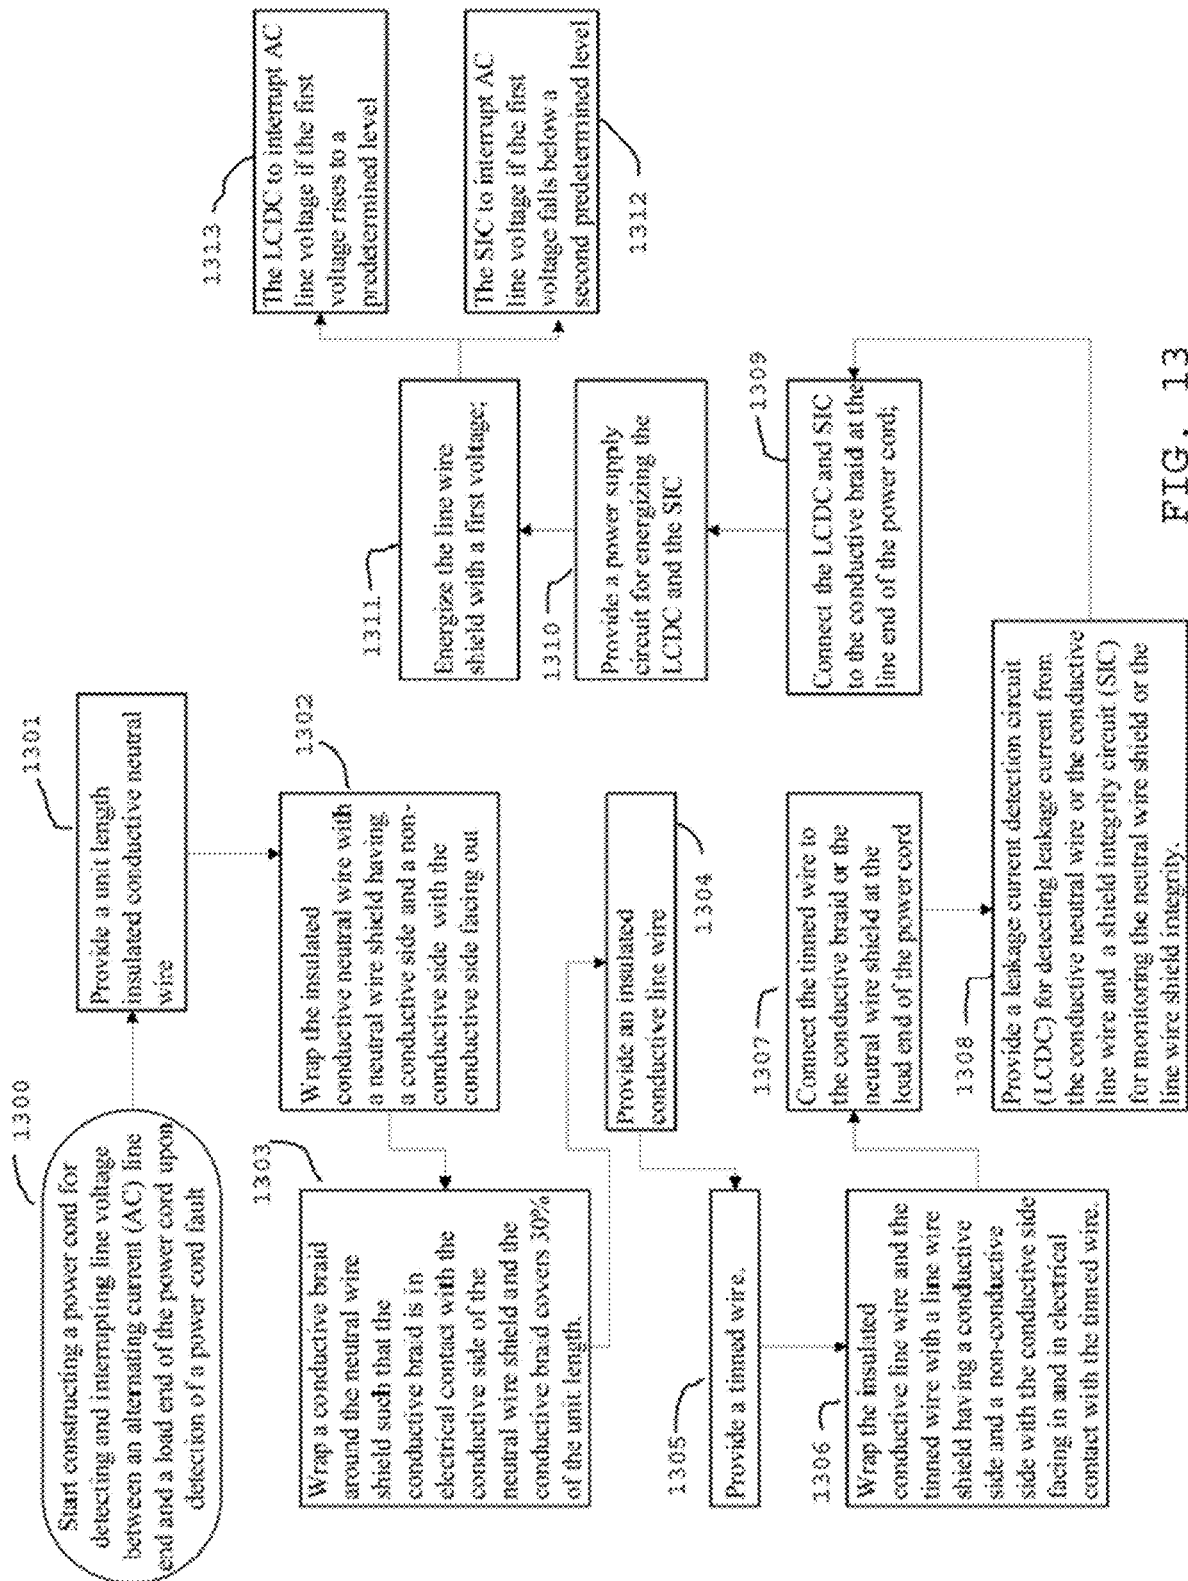 1300
Start constructing a power cord for
detecting and interrupting line voltage
between an alternating current (AC) line
end and a load end of the power cord upon
detection of a power cord fault
1301
Provide a unit length
insulated conductive neutral
wire
1302
Wrap the insulated
conductive neutral wire with
a neutral wire shield having
a conductive side and a non-
conductive side with the
conductive side facing out
1303
Wrap a conductive braid
around the neutral wire
shield such that the
conductive braid is in
electrical contact with the
conductive side of the
neutral wire shield and the
conductive braid covers 30%
of the unit length.
1304
Provide an insulated
conductive line wire
1305
Provide a tinned wire.
1306
Wrap the insulated
conductive line wire and the
tinned wire with a line wire
shield having a conductive
side and a non-conductive
side with the conductive side
facing in and in electrical
contact with the tinned wire.
1307
Connect the tinned wire to
the conductive braid or the
neutral wire shield at the
load end of the power cord
1308
Provide a leakage current detection circuit
(LCDC) for detecting leakage current from
the conductive neutral wire or the conductive
line wire and a shield integrity circuit (SIC)
for monitoring the neutral wire shield or the
line wire shield integrity.
1309
Connect the LCDC and SIC
to the conductive braid at the
line end of the power cord;
1310
Provide a power supply
circuit for energizing the
LCDC and the SIC
1311
Energize the line wire
shield with a first voltage;
1313
The LCDC to interrupt AC
line voltage if the first
voltage rises to a
predetermined level
1312
The SIC to interrupt AC
line voltage if the first
voltage falls below a
second predetermined level
FIG. 13